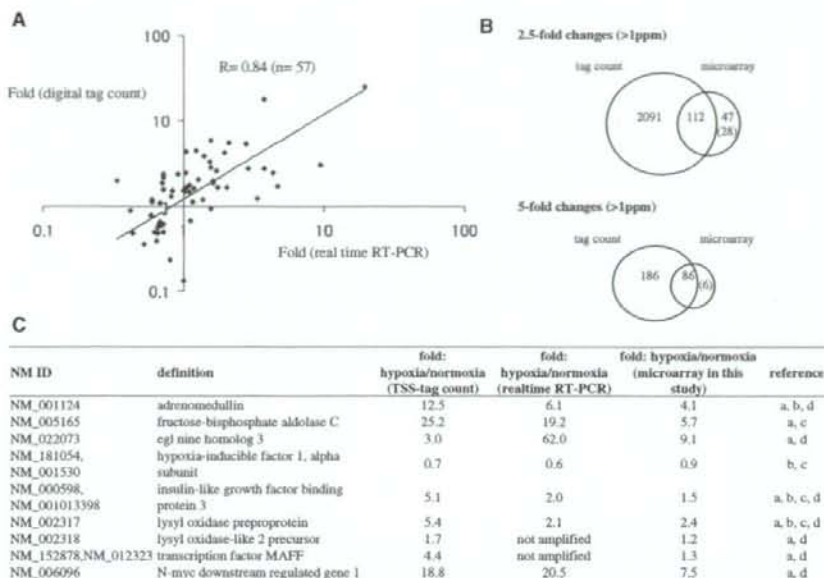 A
100
R= 0.84 (n= 57)
Fold (digital tag count)
10
0.1
10
100
Fold (real time RT-PCR)
0.1
B
2.5-fold changes (>1ppm)
tag count
microarray
2091
112
47
(28)
5-fold changes (>1ppm)
tag count
microarray
186
86
(6)
C
NM ID definition fold: hypoxia/normoxia (TSS-tag count) fold: hypoxia/normoxia (realtime RT-PCR) fold: hypoxia/normoxia (microarray in this study) reference
NM_001124 adrenomedullin 12.5 6.1 4.1 a, b, d
NM_005165 fructose-bisphosphate aldolase C 25.2 19.2 5.7 a, c
NM_022073 egl nine homolog 3 3.0 62.0 9.1 a, d
NM_181054, NM_001530 hypoxia-inducible factor 1, alpha subunit 0.7 0.6 0.9 b, c
NM_000598, NM_001013398 insulin-like growth factor binding protein 3 5.1 2.0 1.5 a, b, c, d
NM_002317 lysyl oxidase preproprotein 5.4 2.1 2.4 a, b, c, d
NM_002318 lysyl oxidase-like 2 precursor 1.7 not amplified 1.2 a, d
NM_152878,NM_012323 transcription factor MAFF 4.4 not amplified 1.3 a, d
NM_006096 N-myc downstream regulated gene 1 18.8 20.5 7.5 a, d